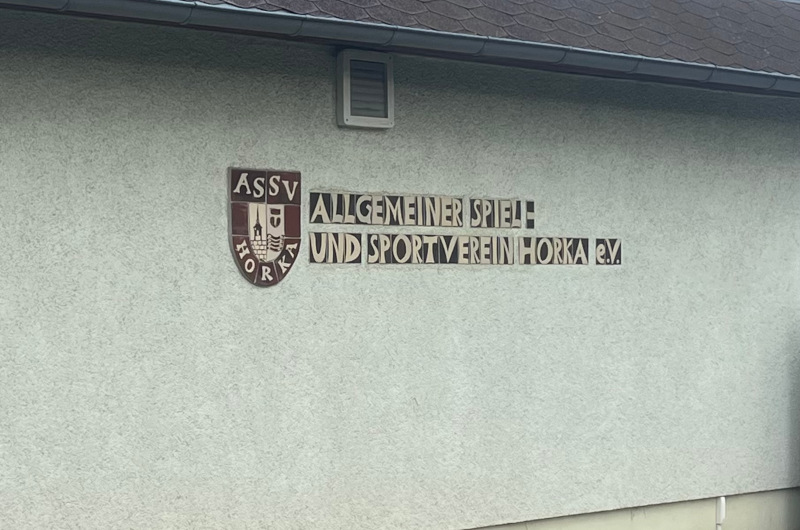 ASSV
HORKA
ALLGEMEINER SPIEL-
UND SPORTVEREIN HORKA e.V.